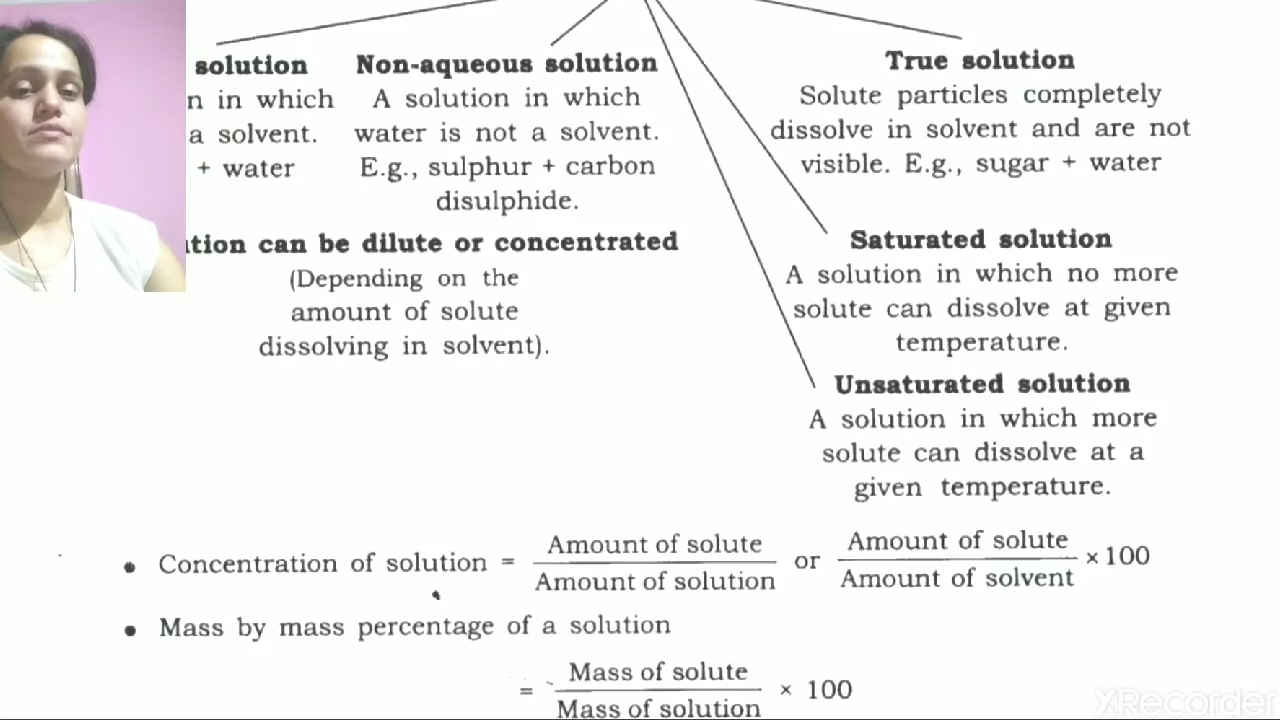 solution
n in which
a solvent.
+ water
Non-aqueous solution
A solution in which
water is not a solvent.
E.g., sulphur + carbon
disulphide.
tion can be dilute or concentrated
(Depending on the
amount of solute
dissolving in solvent).
True solution
Solute particles completely
dissolve in solvent and are not
visible. E.g., sugar + water
Saturated solution
A solution in which no more
solute can dissolve at given
temperature.
Unsaturated solution
A solution in which more
solute can dissolve at a
given temperature.
• Concentration of solution = Amount of solute / Amount of solution or Amount of solute / Amount of solvent × 100
• Mass by mass percentage of a solution
= Mass of solute / Mass of solution × 100
XRecorder